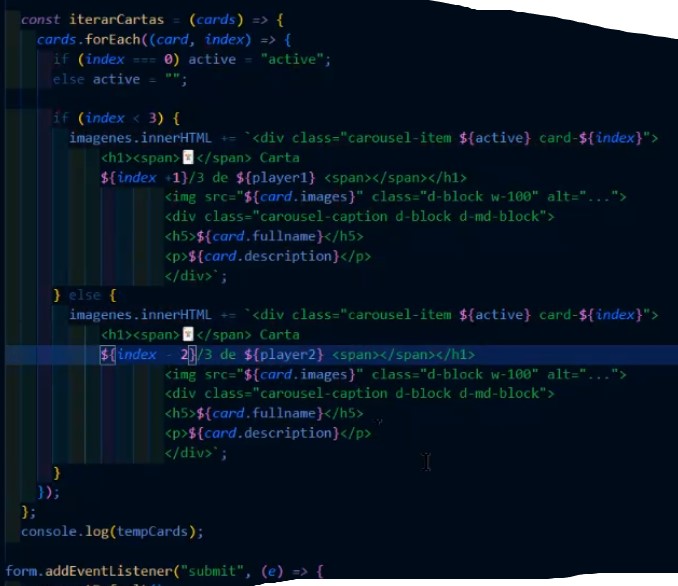 const iterarCartas = (cards) => {
cards.forEach((card, index) => {
if (index === 0) active = "active";
else active = "";
if (index < 3) {
imagenes.innerHTML += `<div class="carousel-item ${active} card-${index}">
<h1><span>🃏</span> Carta
${index +1}/3 de ${player1} <span></span></h1>
<img src="${card.images}" class="d-block w-100" alt="...">
<div class="carousel-caption d-block d-md-block">
<h5>${card.fullname}</h5>
<p>${card.description}</p>
</div>`;
} else {
imagenes.innerHTML += `<div class="carousel-item ${active} card-${index}">
<h1><span>🃏</span> Carta
${index - 2}/3 de ${player2} <span></span></h1>
<img src="${card.images}" class="d-block w-100" alt="...">
<div class="carousel-caption d-block d-md-block">
<h5>${card.fullname}</h5>
<p>${card.description}</p>
</div>`;
}
});
};
console.log(tempCards);
form.addEventListener("submit", (e) => {